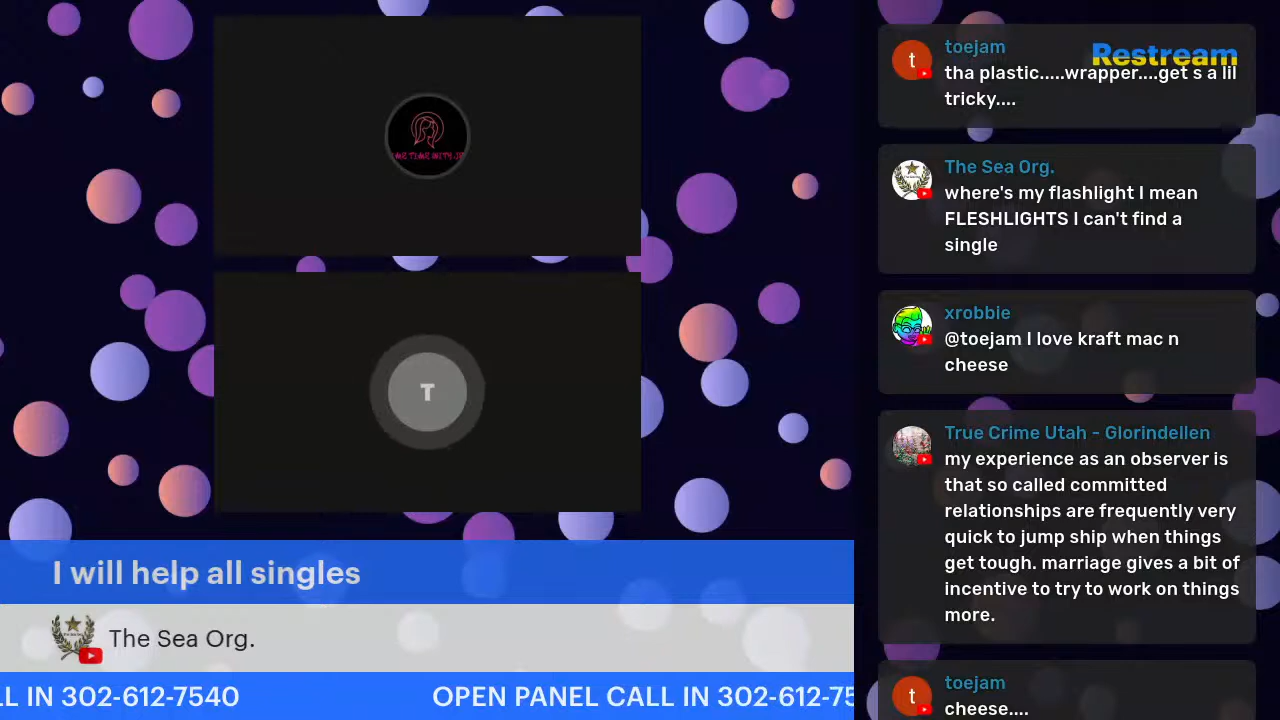 ME TIME WITH JP
T
I will help all singles
The Sea Org.
LL IN 302-612-7540
OPEN PANEL CALL IN 302-612-75
Restream
t
toejam
tha plastic.....wrapper....get s a lil
tricky....
The Sea Org.
where's my flashlight I mean
FLESHLIGHTS I can't find a
single
xrobbie
@toejam I love kraft mac n
cheese
True Crime Utah - Glorindellen
my experience as an observer is
that so called committed
relationships are frequently very
quick to jump ship when things
get tough. marriage gives a bit of
incentive to try to work on things
more.
t
toejam
cheese....